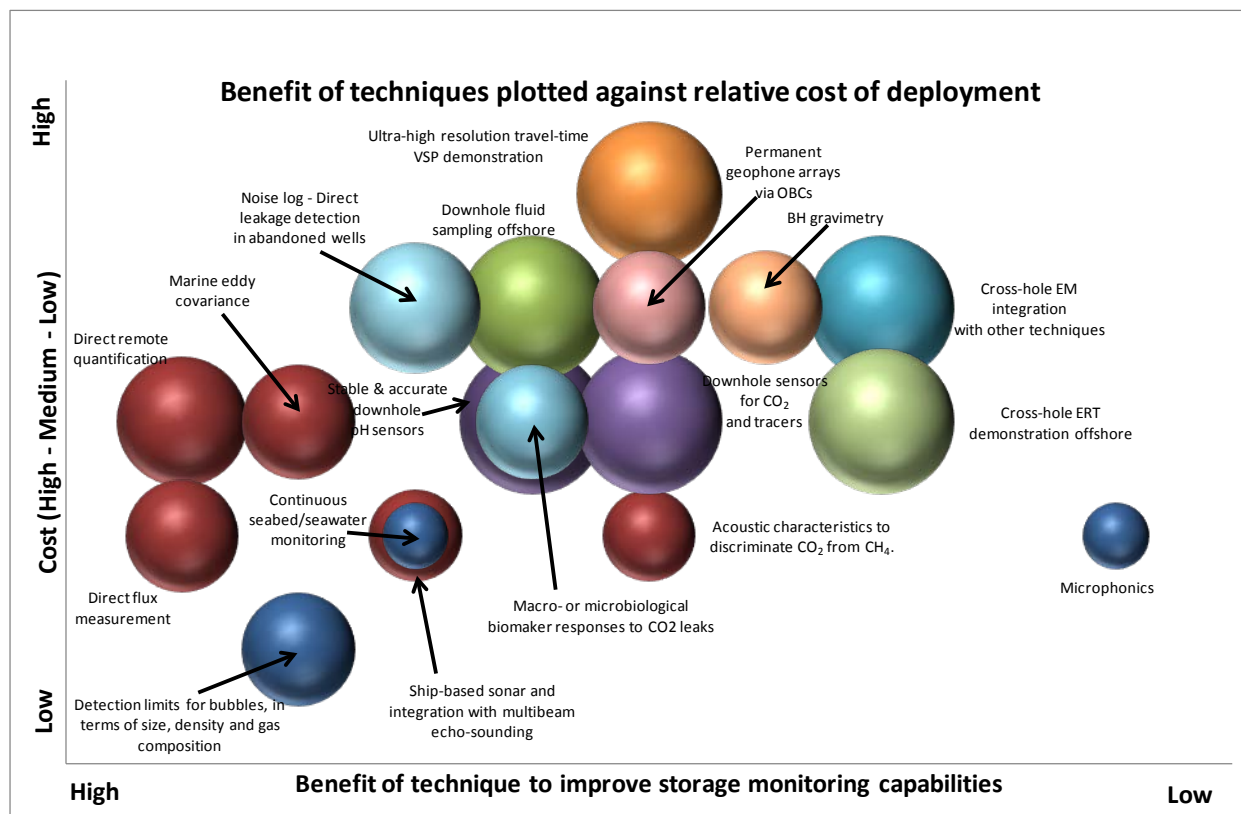 Benefit of techniques plotted against relative cost of deployment
High
Cost (High - Medium - Low)
Low
Ultra-high resolution travel-time
VSP demonstration
Permanent
geophone arrays
via OBCs
Noise log - Direct
leakage detection
in abandoned wells
Downhole fluid
sampling offshore
BH gravimetry
Marine eddy
covariance
Cross-hole EM
integration
with other techniques
Direct remote
quantification
Stable & accurate
downhole
pH sensors
Downhole sensors
for CO2
and tracers
Cross-hole ERT
demonstration offshore
Continuous
seabed/seawater
monitoring
Acoustic characteristics to
discriminate CO2 from CH4.
Microphonics
Direct flux
measurement
Macro- or microbiological
biomaker responses to CO2 leaks
Detection limits for bubbles, in
terms of size, density and gas
composition
Ship-based sonar and
integration with multibeam
echo-sounding
High
Benefit of technique to improve storage monitoring capabilities
Low